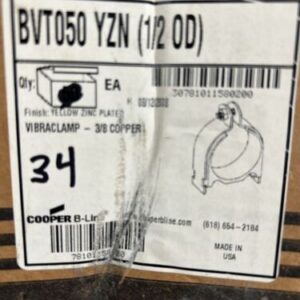 BVT050 YZN (1/2 OD)
Qty:
EA
30781011580200
Finish: YELLOW ZINC PLATED
VIBRACLAMP - 3/8 COPPER
34
COOPER B-Line
(618) 654-2184
MADE IN
USA